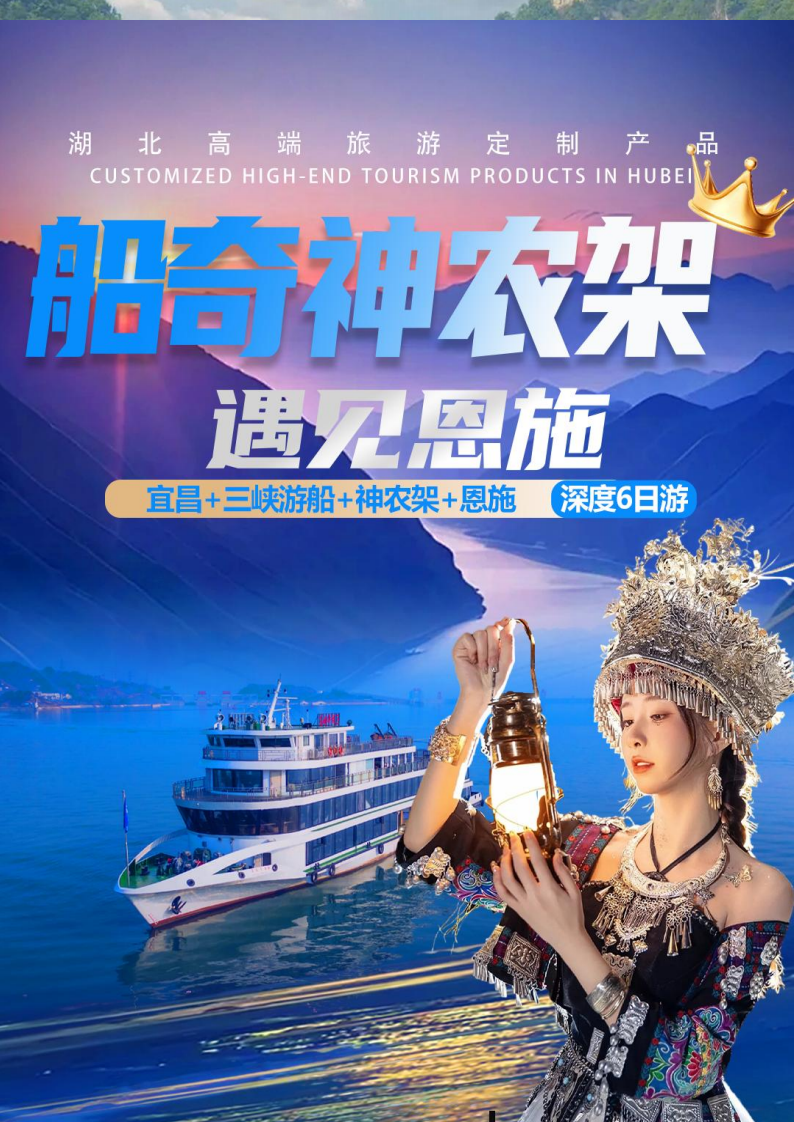 湖北高端旅游定制产品
CUSTOMIZED HIGH-END TOURISM PRODUCTS IN HUBEI
船奇神农架
遇见恩施
宜昌+三峡游船+神农架+恩施 深度6日游